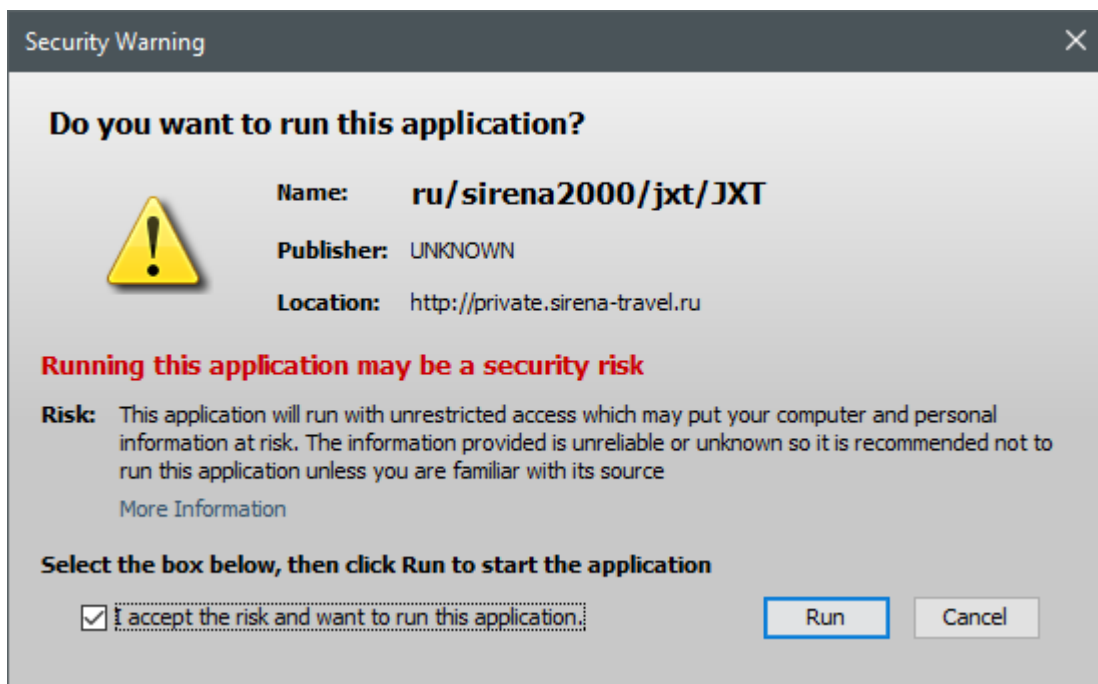 Security Warning
Do you want to run this application?
Name: ru/sirena2000/jxt/JXT
Publisher: UNKNOWN
Location: http://private.sirena-travel.ru
Running this application may be a security risk
Risk: This application will run with unrestricted access which may put your computer and personal
information at risk. The information provided is unreliable or unknown so it is recommended not to
run this application unless you are familiar with its source
More Information
Select the box below, then click Run to start the application
I accept the risk and want to run this application.
Run Cancel